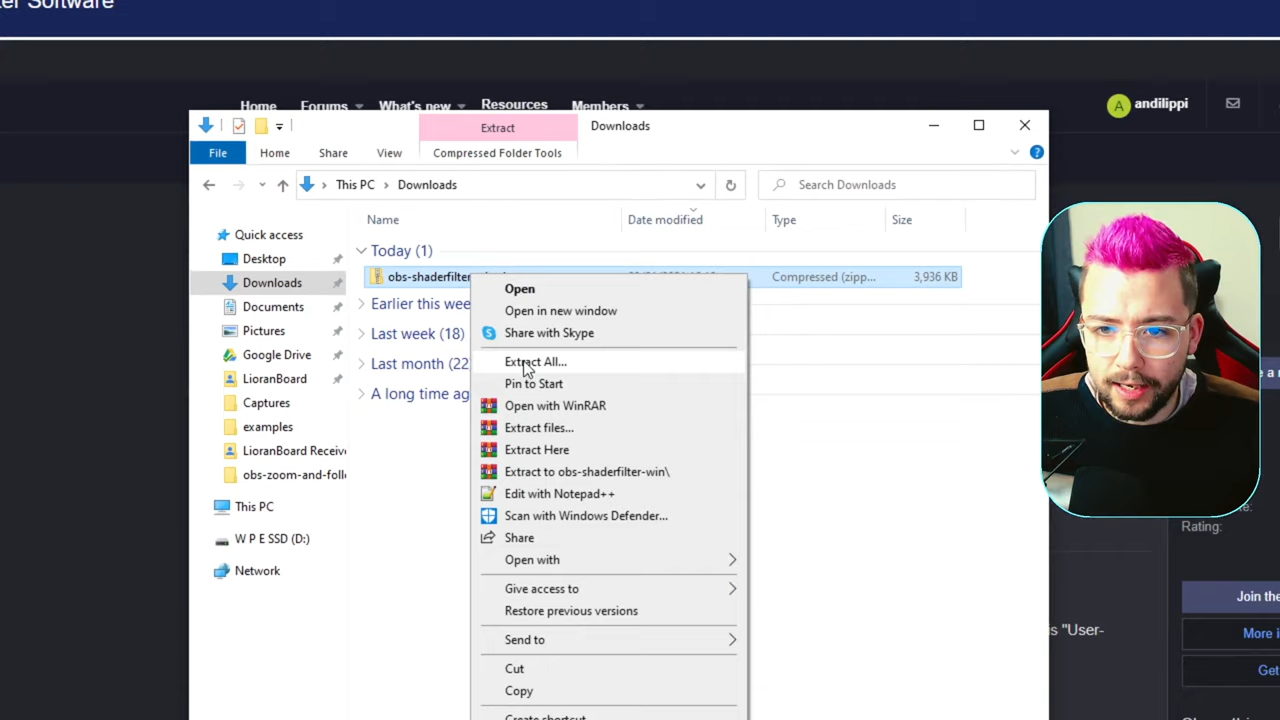 ter Software
Home Forums What's new Resources Members
andilippi
Extract
Downloads
File Home Share View Compressed Folder Tools
This PC Downloads
Search Downloads
Name Date modified Type Size
Quick access
Desktop
Downloads
Documents
Pictures
Google Drive
LioranBoard
Captures
examples
LioranBoard Receive
obs-zoom-and-follo
This PC
W P E SSD (D:)
Network
Today (1)
obs-shaderfilter
Compressed (zipp...
3,936 KB
Earlier this wee
Last week (18)
Last month (22)
A long time ag
Open
Open in new window
Share with Skype
Extract All...
Pin to Start
Open with WinRAR
Extract files...
Extract Here
Extract to obs-shaderfilter-win\
Edit with Notepad++
Scan with Windows Defender...
Share
Open with
Give access to
Restore previous versions
Send to
Cut
Copy
Create shortcut
Rating:
Join the
is "User-
More i
Get